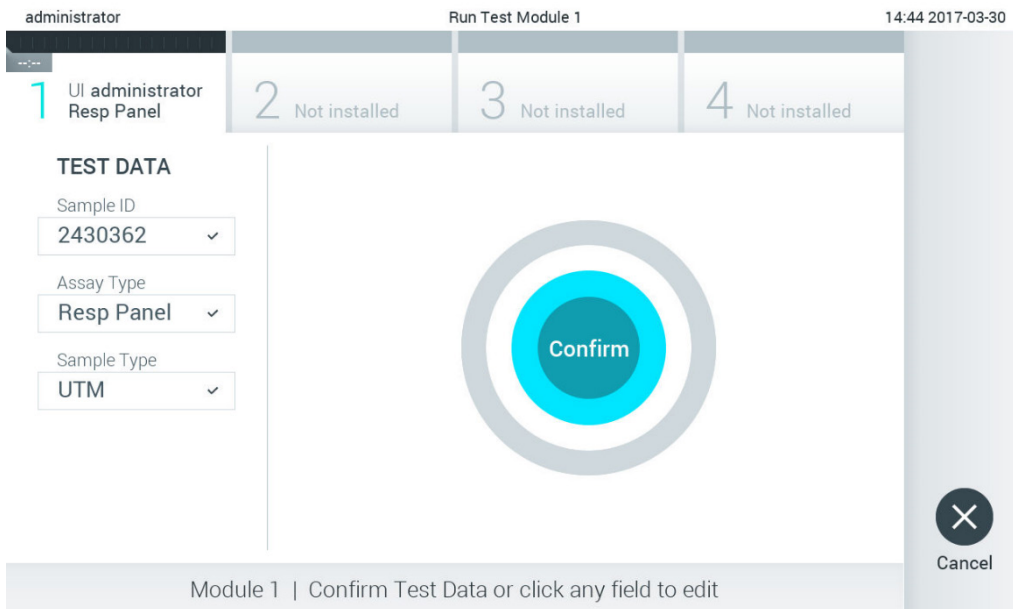 administrator
Run Test Module 1
14:44 2017-03-30
--:--
1 UI administrator
Resp Panel
2 Not installed
3 Not installed
4 Not installed
TEST DATA
Sample ID
2430362
Assay Type
Resp Panel
Sample Type
UTM
Confirm
Cancel
Module 1 | Confirm Test Data or click any field to edit